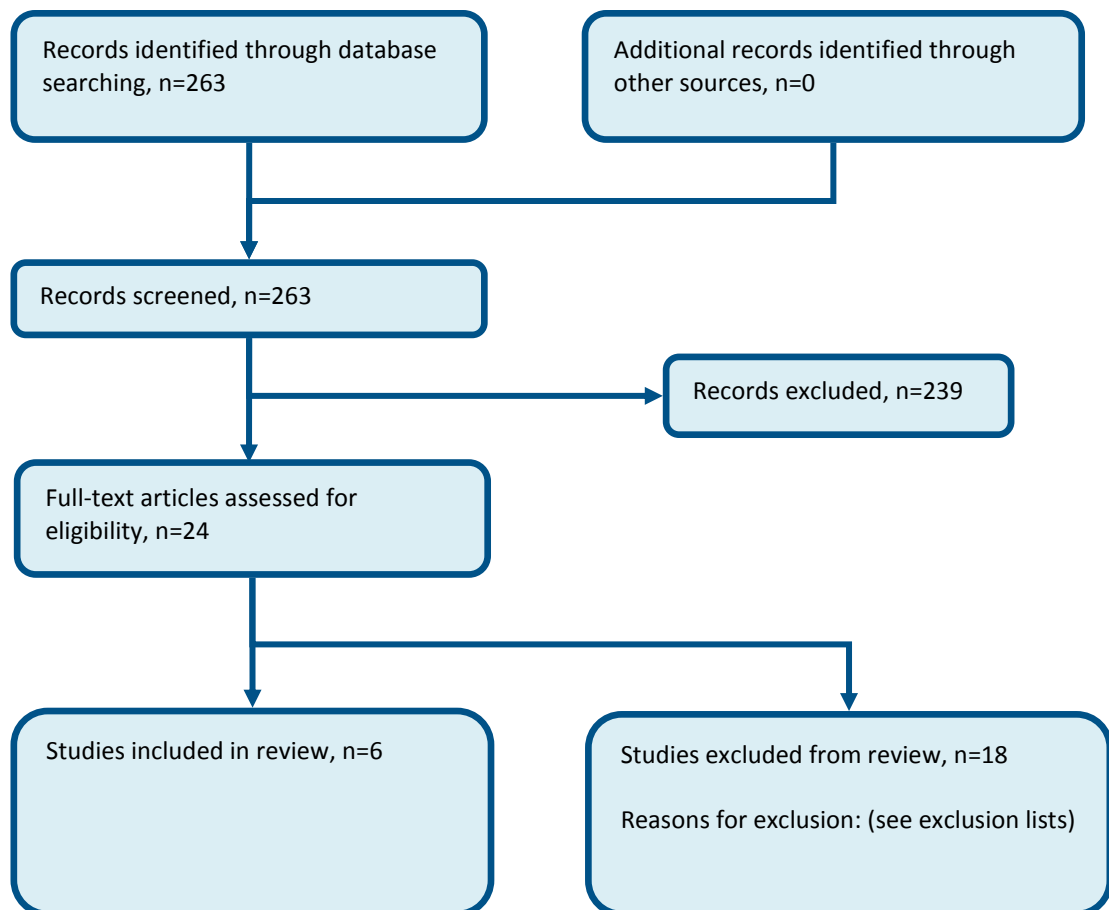 Records identified through database
searching, n=263
Additional records identified through
other sources, n=0
Records screened, n=263
Records excluded, n=239
Full-text articles assessed for
eligibility, n=24
Studies included in review, n=6
Studies excluded from review, n=18
Reasons for exclusion: (see exclusion lists)